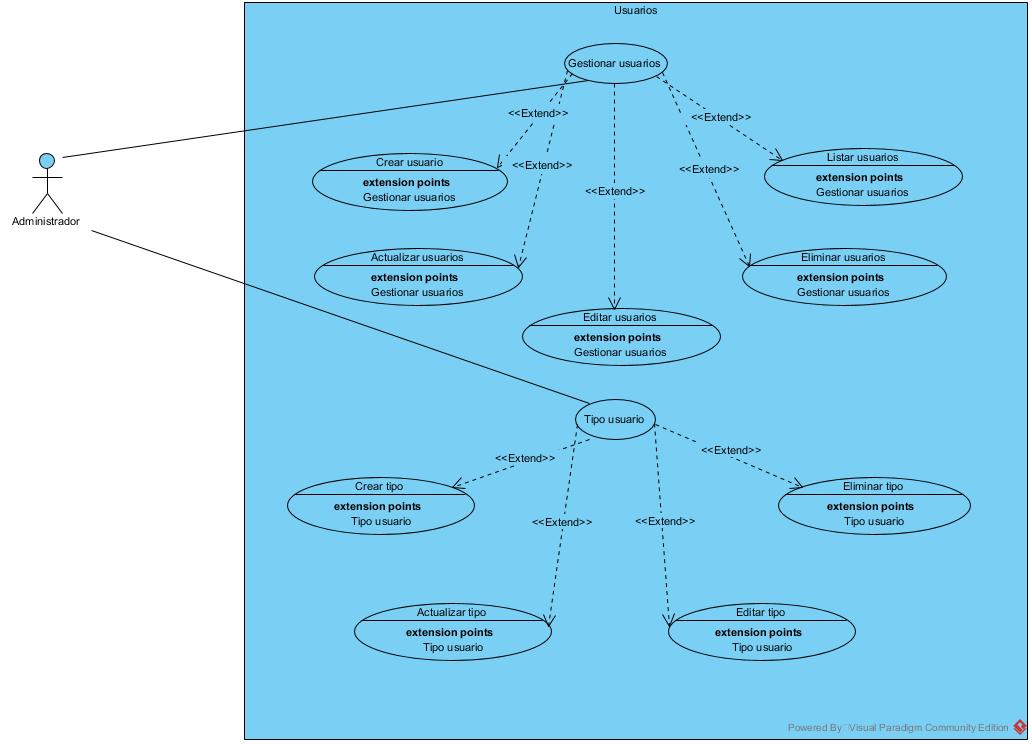 Usuarios
Gestionar usuarios
<<Extend>>
<<Extend>>
<<Extend>>
<<Extend>>
<<Extend>>
Crear usuario
extension points
Gestionar usuarios
Listar usuarios
extension points
Gestionar usuarios
Administrador
Actualizar usuarios
extension points
Gestionar usuarios
Eliminar usuarios
extension points
Gestionar usuarios
Editar usuarios
extension points
Gestionar usuarios
Tipo usuario
<<Extend>>
<<Extend>>
<<Extend>>
<<Extend>>
Crear tipo
extension points
Tipo usuario
Eliminar tipo
extension points
Tipo usuario
Actualizar tipo
extension points
Tipo usuario
Editar tipo
extension points
Tipo usuario
Powered By Visual Paradigm Community Edition